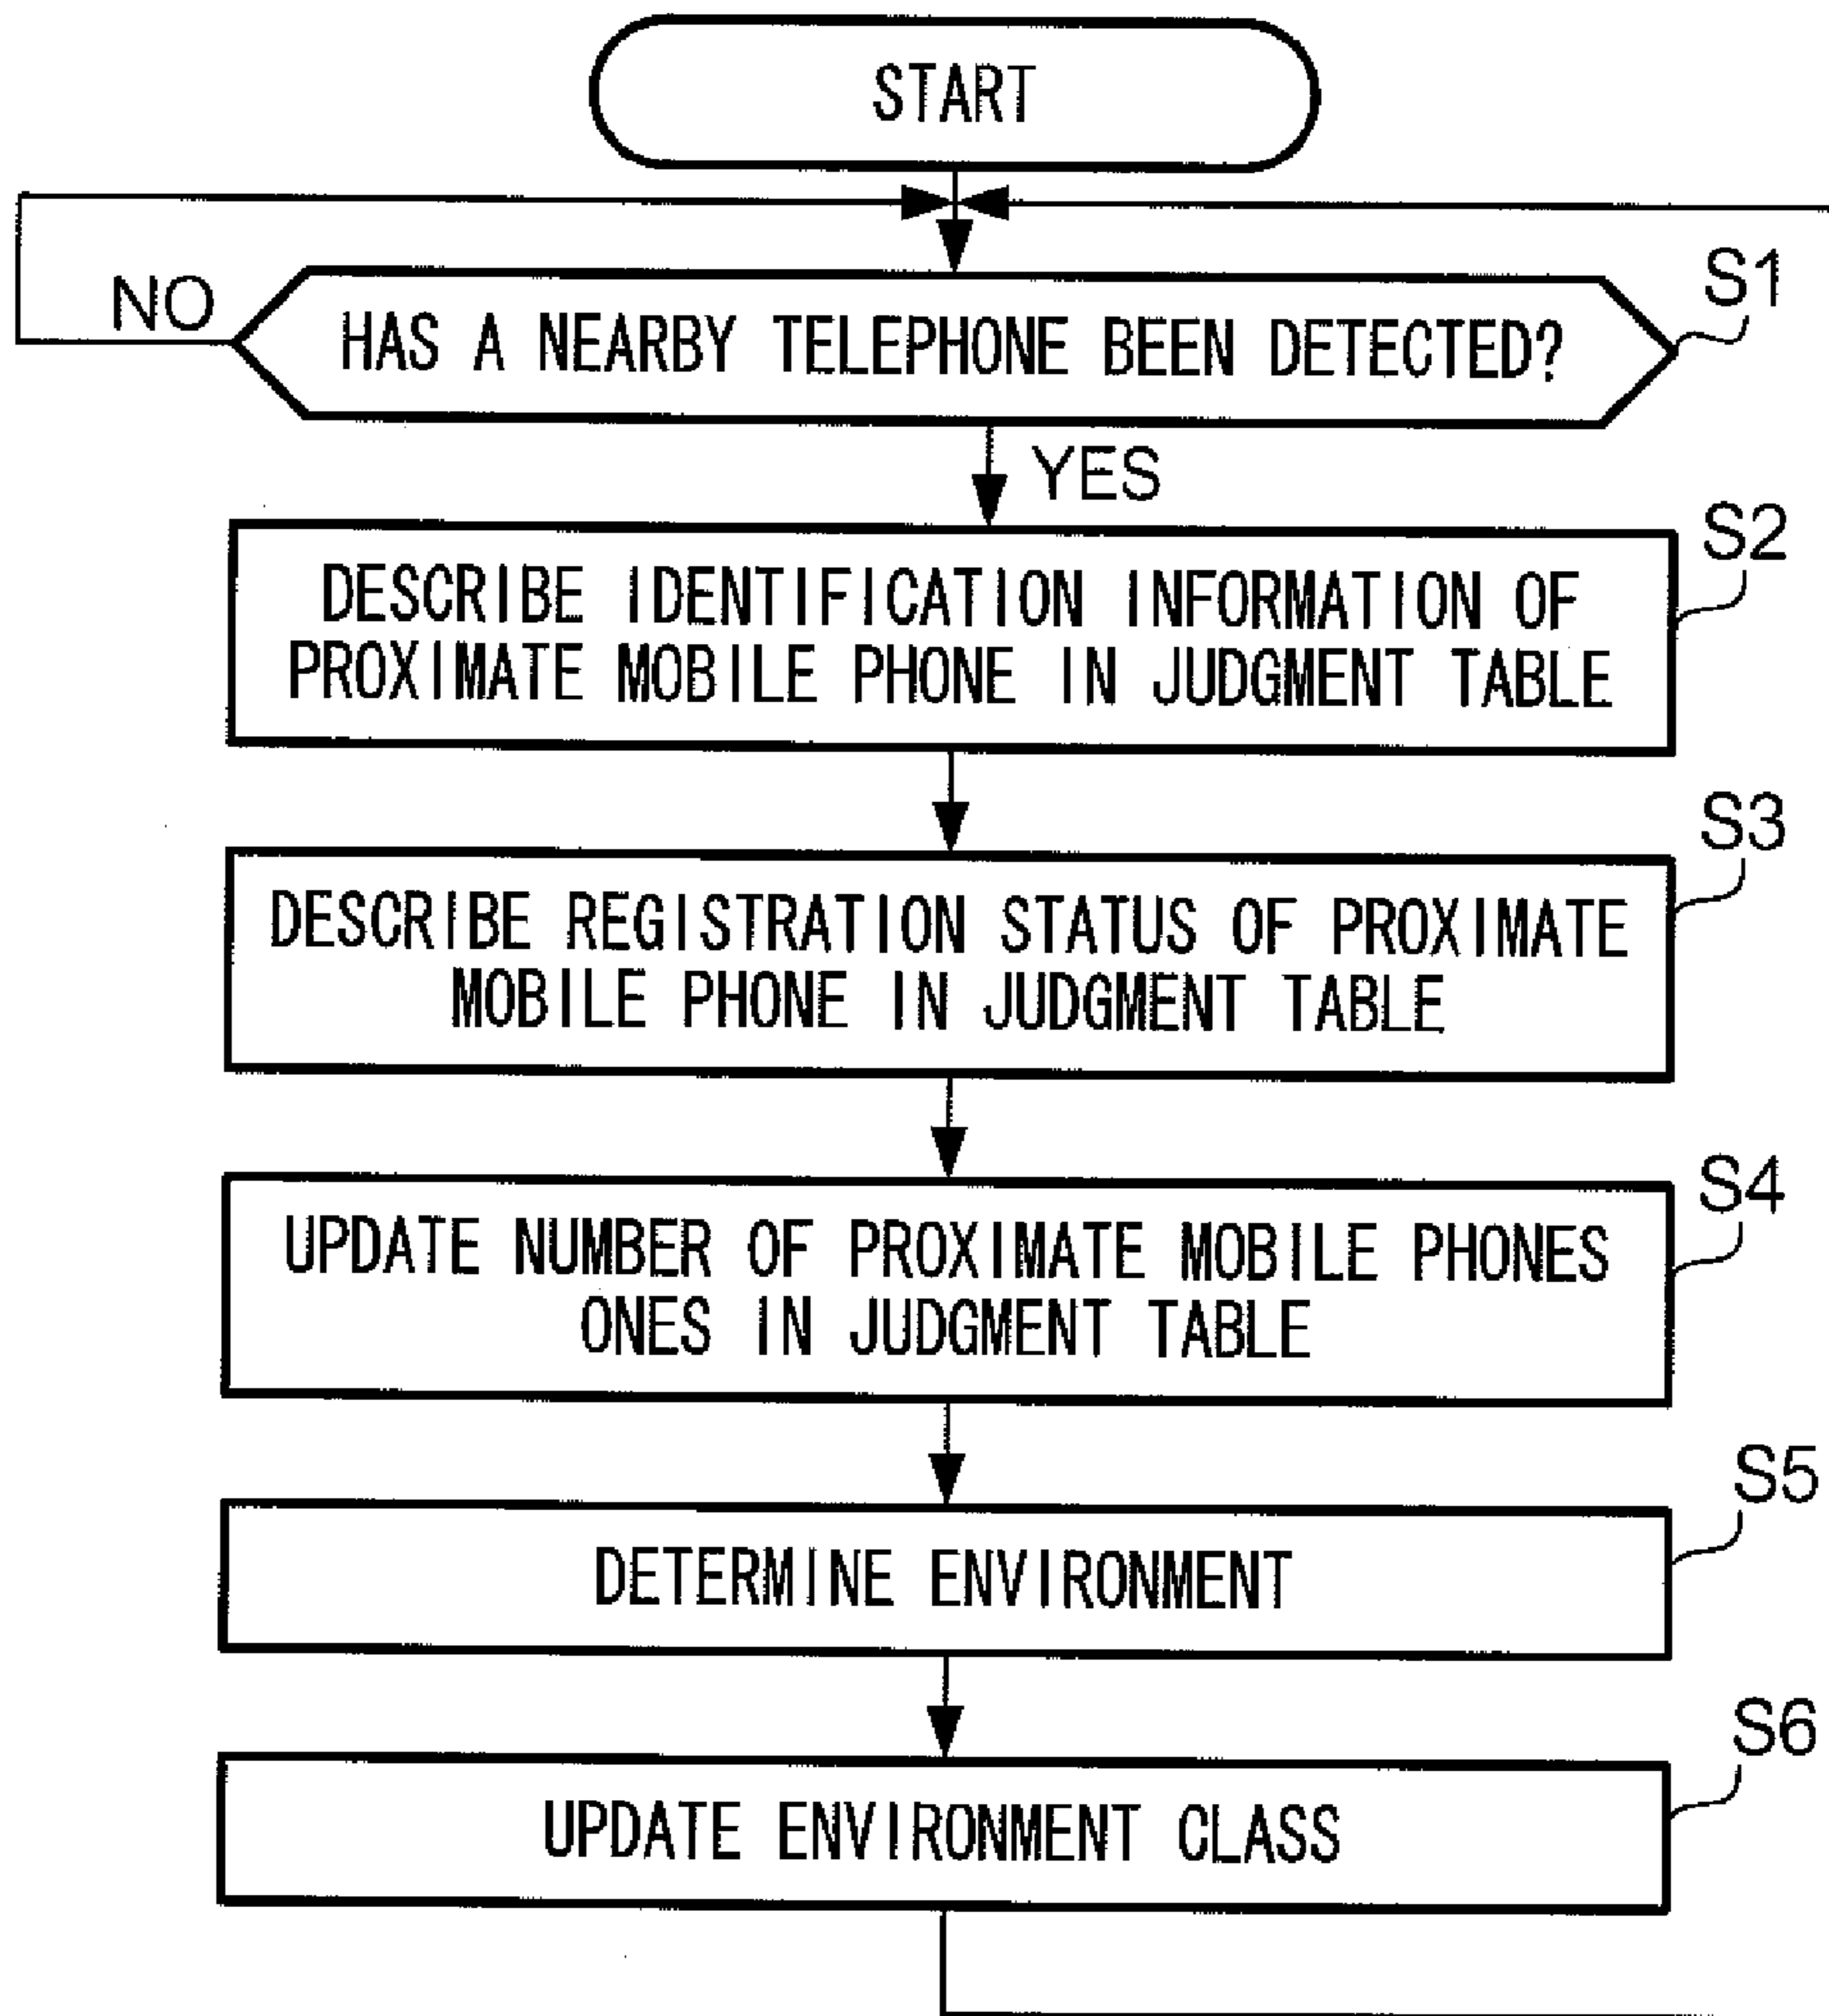 START
NO
HAS A NEARBY TELEPHONE BEEN DETECTED?
S1
YES
S2
DESCRIBE IDENTIFICATION INFORMATION OF
PROXIMATE MOBILE PHONE IN JUDGMENT TABLE
S3
DESCRIBE REGISTRATION STATUS OF PROXIMATE
MOBILE PHONE IN JUDGMENT TABLE
S4
UPDATE NUMBER OF PROXIMATE MOBILE PHONES
ONES IN JUDGMENT TABLE
S5
DETERMINE ENVIRONMENT
S6
UPDATE ENVIRONMENT CLASS